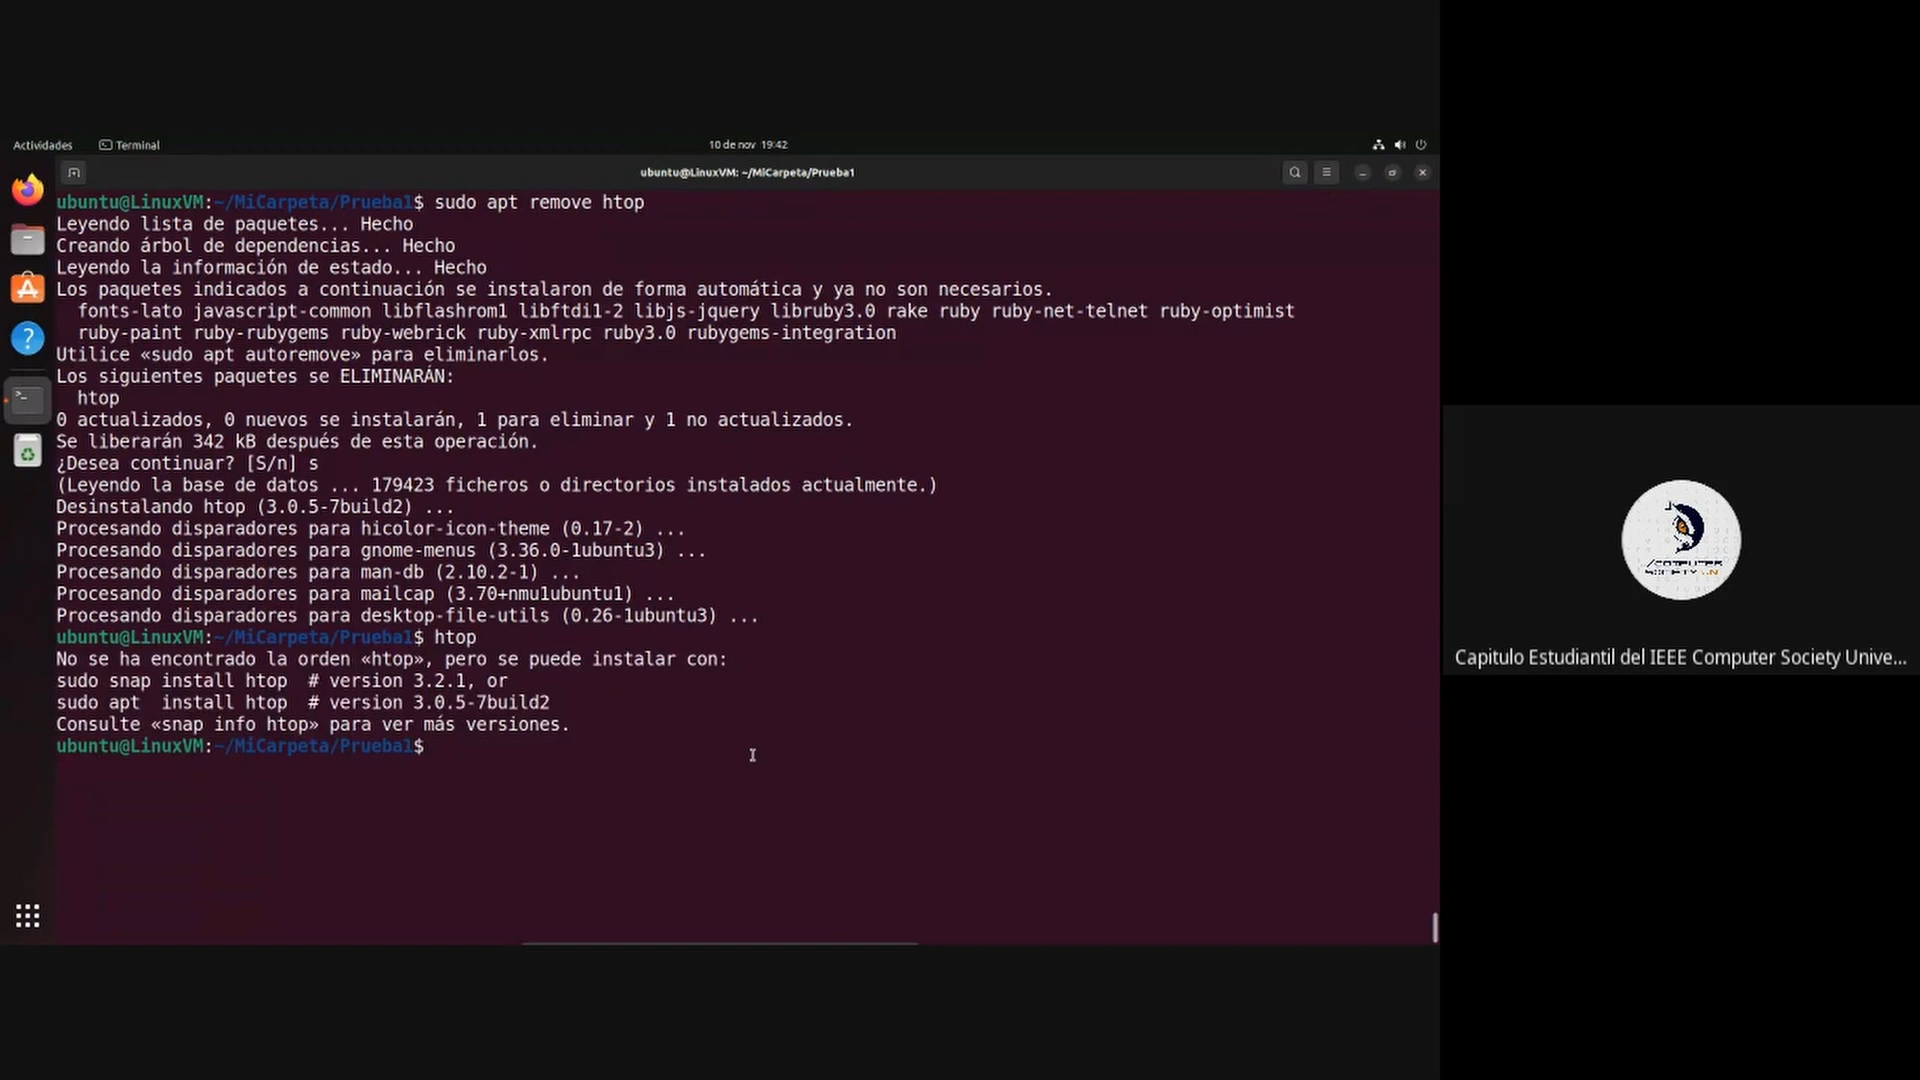 Actividades
Terminal
10 de nov 19:42
ubuntu@LinuxVM: ~/MiCarpeta/Prueba1
ubuntu@LinuxVM:~/MiCarpeta/Prueba1$ sudo apt remove htop
Leyendo lista de paquetes... Hecho
Creando árbol de dependencias... Hecho
Leyendo la información de estado... Hecho
Los paquetes indicados a continuación se instalaron de forma automática y ya no son necesarios.
fonts-lato javascript-common libflashrom1 libftdi1-2 libjs-jquery libruby3.0 rake ruby ruby-net-telnet ruby-optimist
ruby-paint ruby-rubygems ruby-webrick ruby-xmlrpc ruby3.0 rubygems-integration
Utilice «sudo apt autoremove» para eliminarlos.
Los siguientes paquetes se ELIMINARÁN:
htop
0 actualizados, 0 nuevos se instalarán, 1 para eliminar y 1 no actualizados.
Se liberarán 342 kB después de esta operación.
¿Desea continuar? [S/n] s
(Leyendo la base de datos ... 179423 ficheros o directorios instalados actualmente.)
Desinstalando htop (3.0.5-7build2) ...
Procesando disparadores para hicolor-icon-theme (0.17-2) ...
Procesando disparadores para gnome-menus (3.36.0-1ubuntu3) ...
Procesando disparadores para man-db (2.10.2-1) ...
Procesando disparadores para mailcap (3.70+nmu1ubuntu1) ...
Procesando disparadores para desktop-file-utils (0.26-1ubuntu3) ...
ubuntu@LinuxVM:~/MiCarpeta/Prueba1$ htop
No se ha encontrado la orden «htop», pero se puede instalar con:
sudo snap install htop  # version 3.2.1, or
sudo apt  install htop  # version 3.0.5-7build2
Consulte «snap info htop» para ver más versiones.
ubuntu@LinuxVM:~/MiCarpeta/Prueba1$
COMPUTER
SOCIETY
Capitulo Estudiantil del IEEE Computer Society Unive...